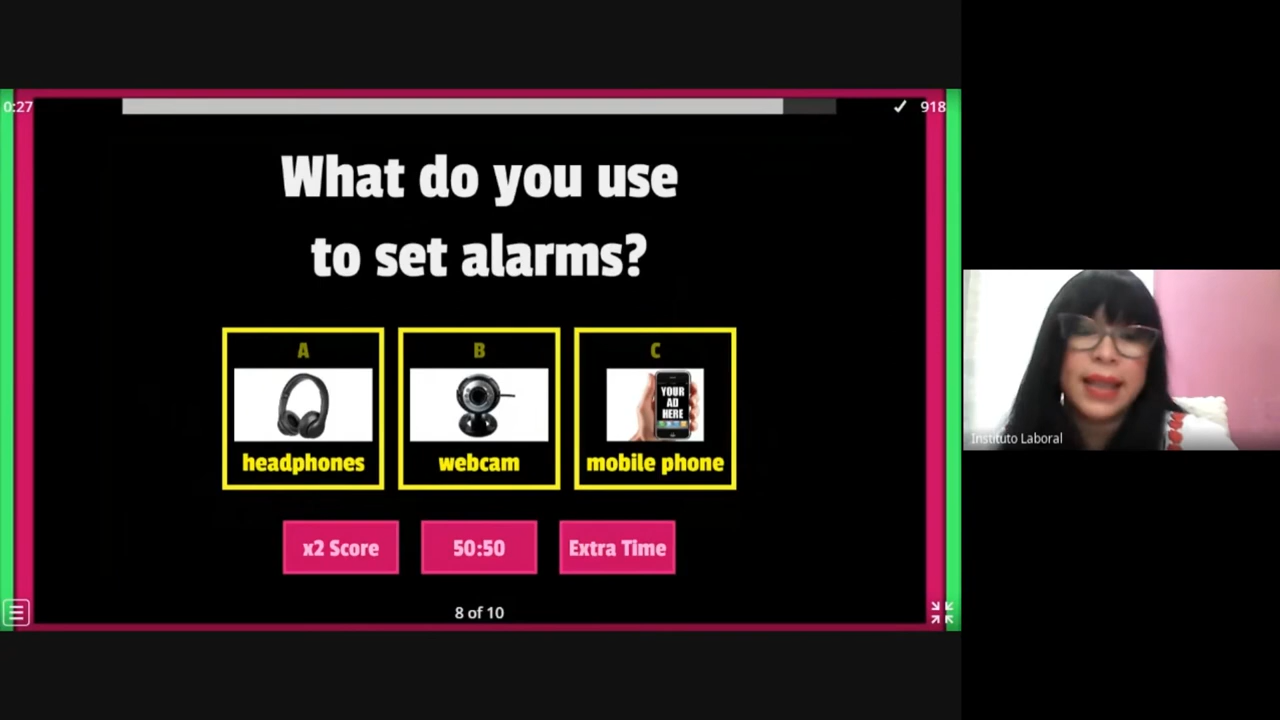 0:27
918
What do you use
to set alarms?
A
B
C
YOUR
AD
HERE
headphones
webcam
mobile phone
x2 Score
50:50
Extra Time
8 of 10
Instituto Laboral